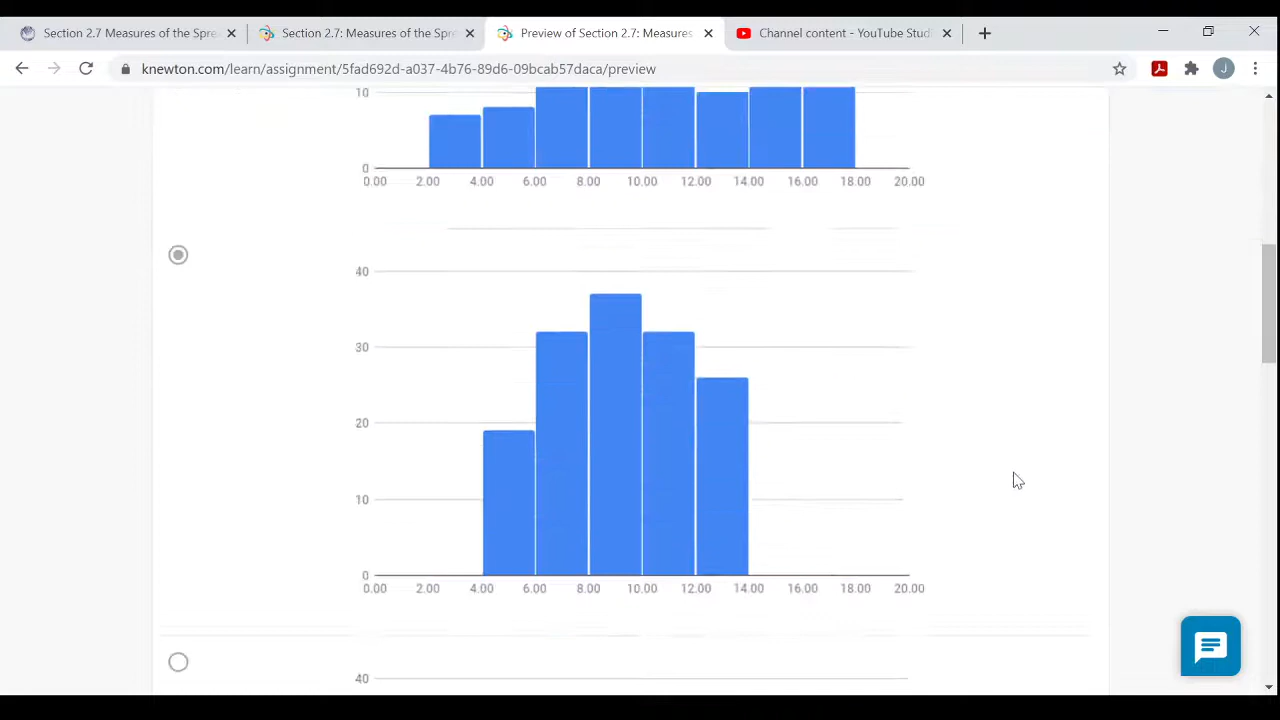 Section 2.7 Measures of the Spre
Section 2.7: Measures of the Spre
Preview of Section 2.7: Measures
Channel content - YouTube Stud
knewton.com/learn/assignment/5fad692d-a037-4b76-89d6-09bcab57daca/preview
J
10
0
0.00 2.00 4.00 6.00 8.00 10.00 12.00 14.00 16.00 18.00 20.00
40
30
20
10
0
0.00 2.00 4.00 6.00 8.00 10.00 12.00 14.00 16.00 18.00 20.00
40